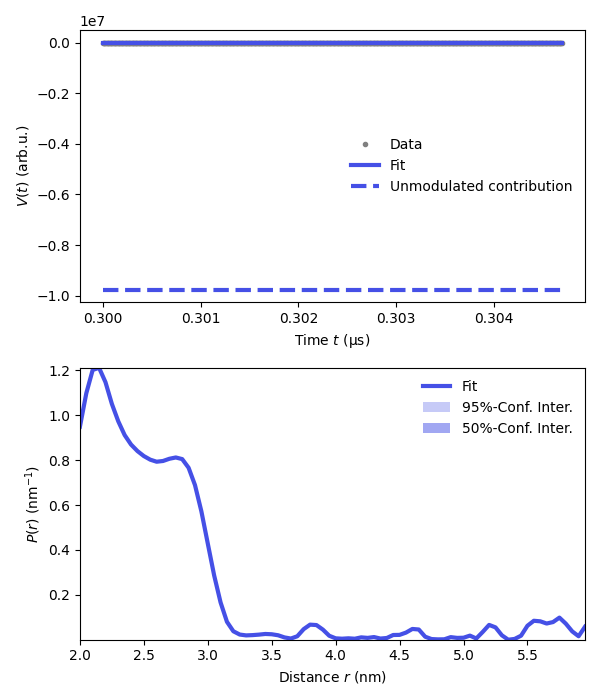 1e7
0.0
−0.2
−0.4
−0.6
−0.8
−1.0
V(t) (arb.u.)
Data
Fit
Unmodulated contribution
0.300 0.301 0.302 0.303 0.304
Time t (μs)
1.2
1.0
0.8
0.6
0.4
0.2
P(r) (nm⁻¹)
Fit
95%-Conf. Inter.
50%-Conf. Inter.
2.0 2.5 3.0 3.5 4.0 4.5 5.0 5.5
Distance r (nm)